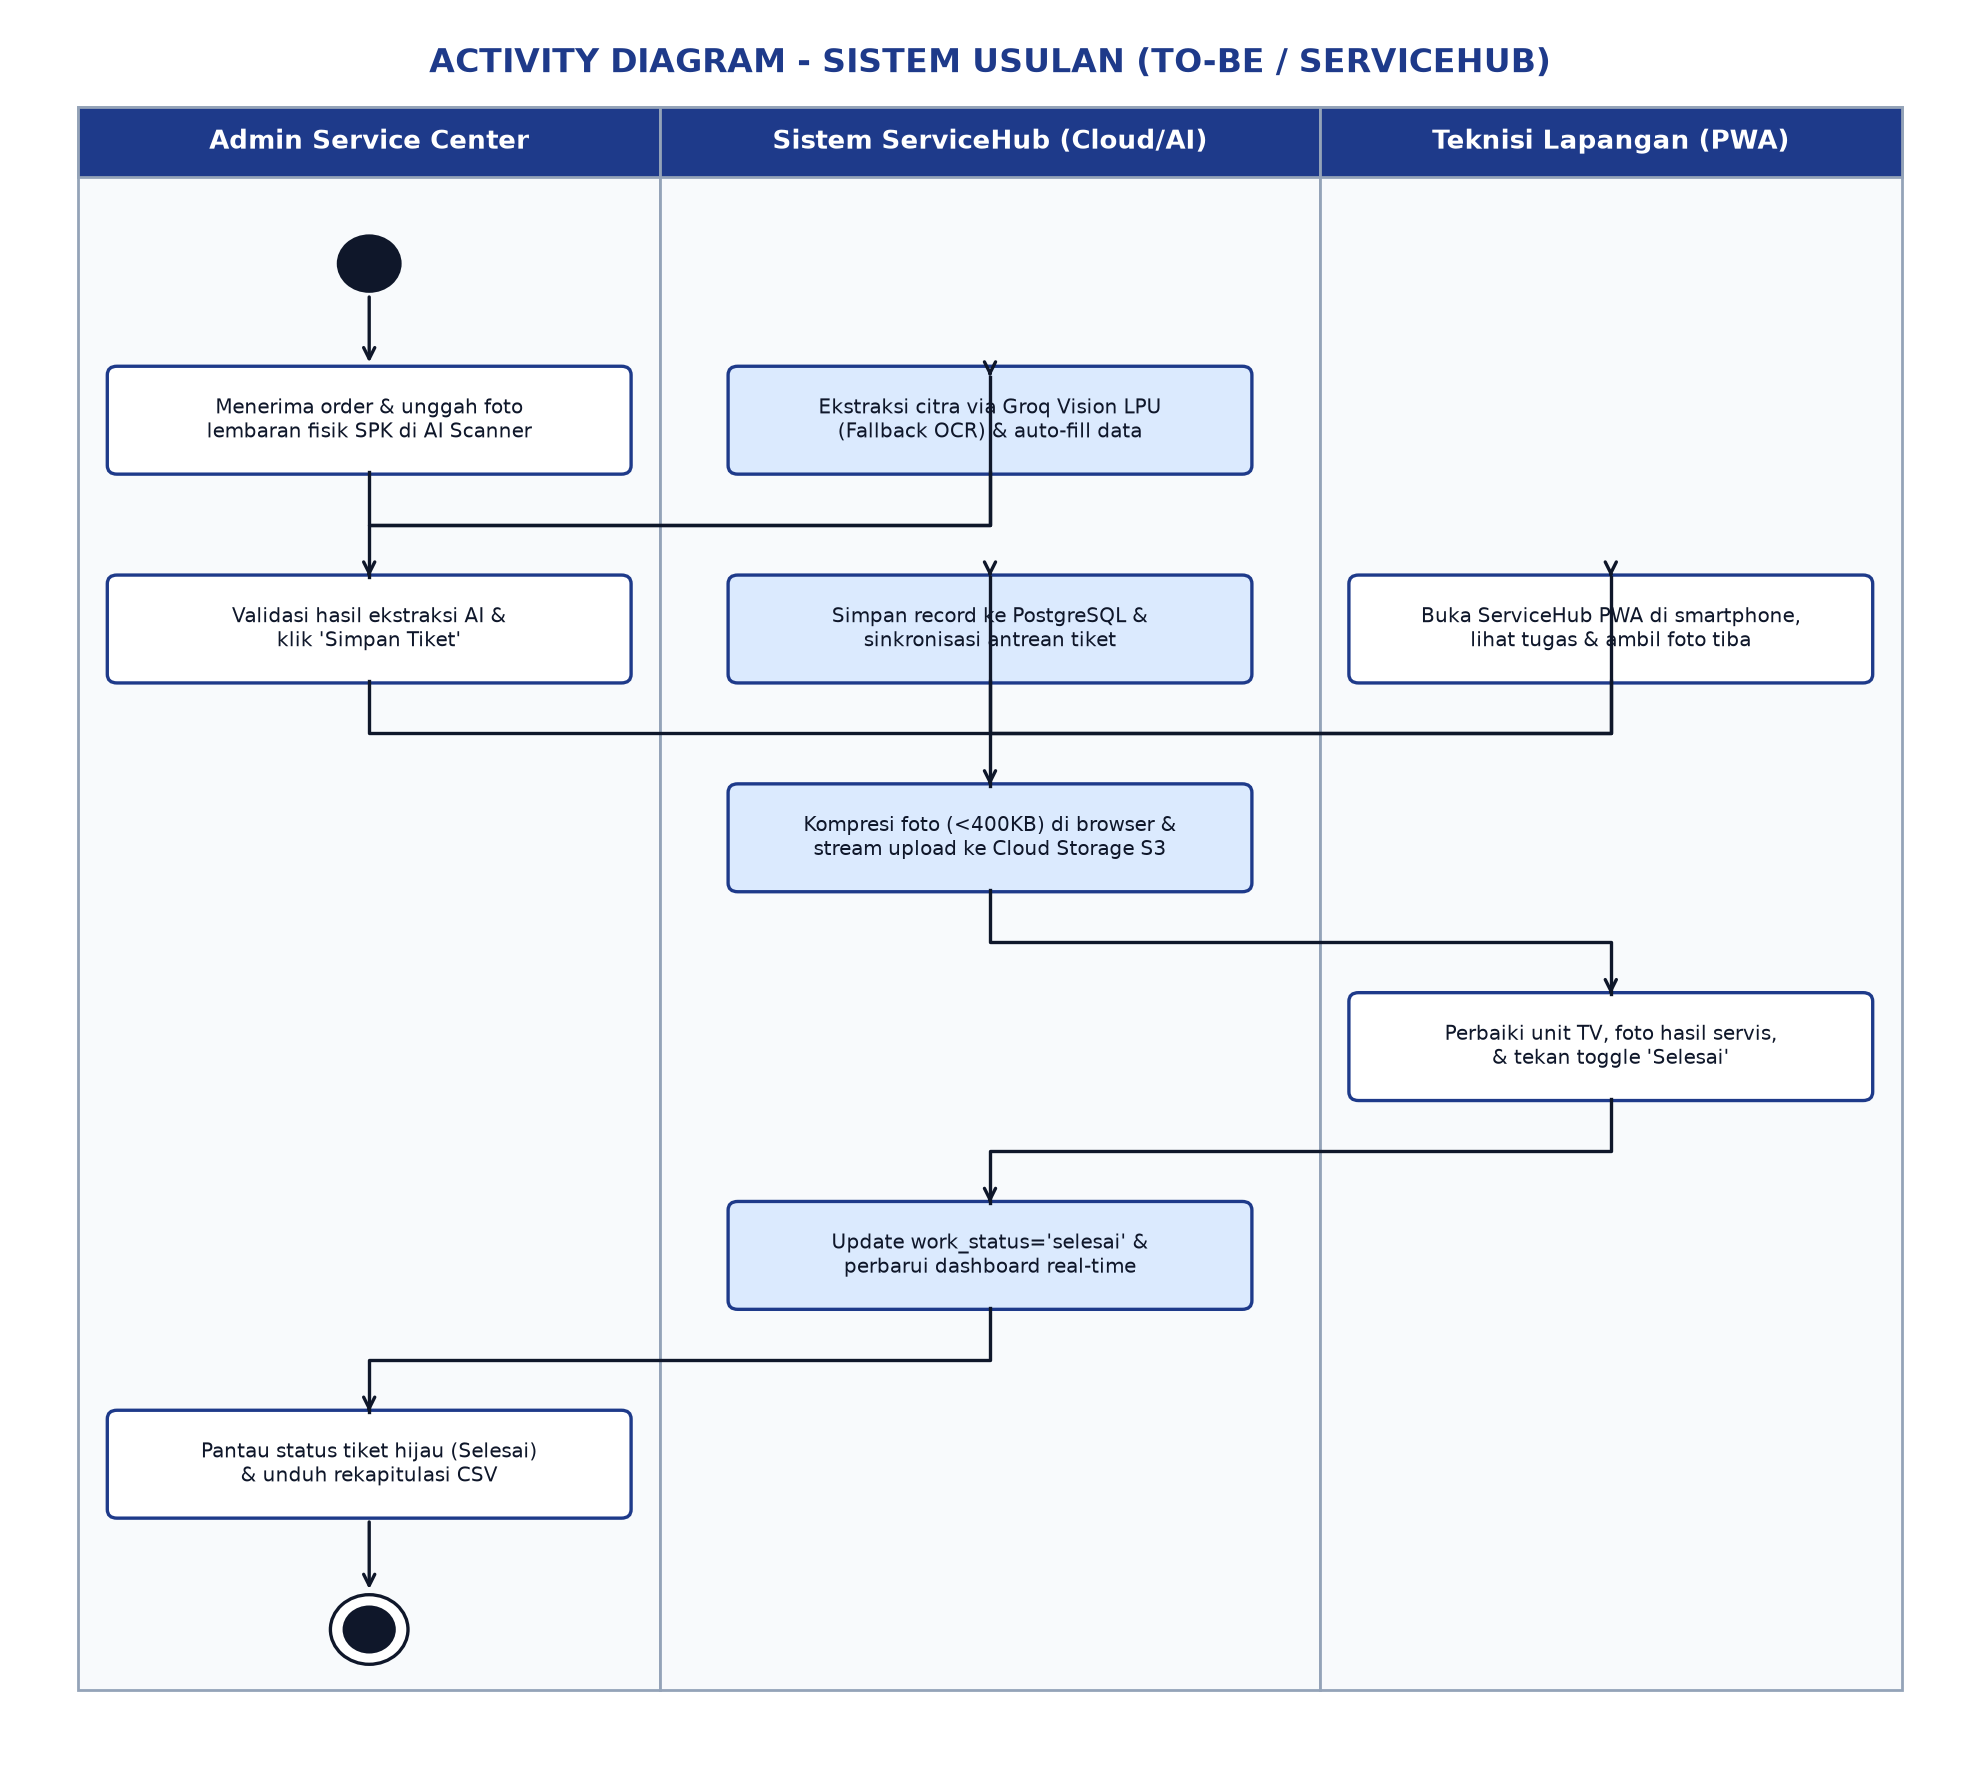 ACTIVITY DIAGRAM - SISTEM USULAN (TO-BE / SERVICEHUB)
Admin Service Center
Sistem ServiceHub (Cloud/AI)
Teknisi Lapangan (PWA)
Menerima order & unggah foto
lembaran fisik SPK di AI Scanner
Ekstraksi citra via Groq Vision LPU
(Fallback OCR) & auto-fill data
Validasi hasil ekstraksi AI &
klik 'Simpan Tiket'
Simpan record ke PostgreSQL &
sinkronisasi antrean tiket
Buka ServiceHub PWA di smartphone,
lihat tugas & ambil foto tiba
Kompresi foto (<400KB) di browser &
stream upload ke Cloud Storage S3
Perbaiki unit TV, foto hasil servis,
& tekan toggle 'Selesai'
Update work_status='selesai' &
perbarui dashboard real-time
Pantau status tiket hijau (Selesai)
& unduh rekapitulasi CSV